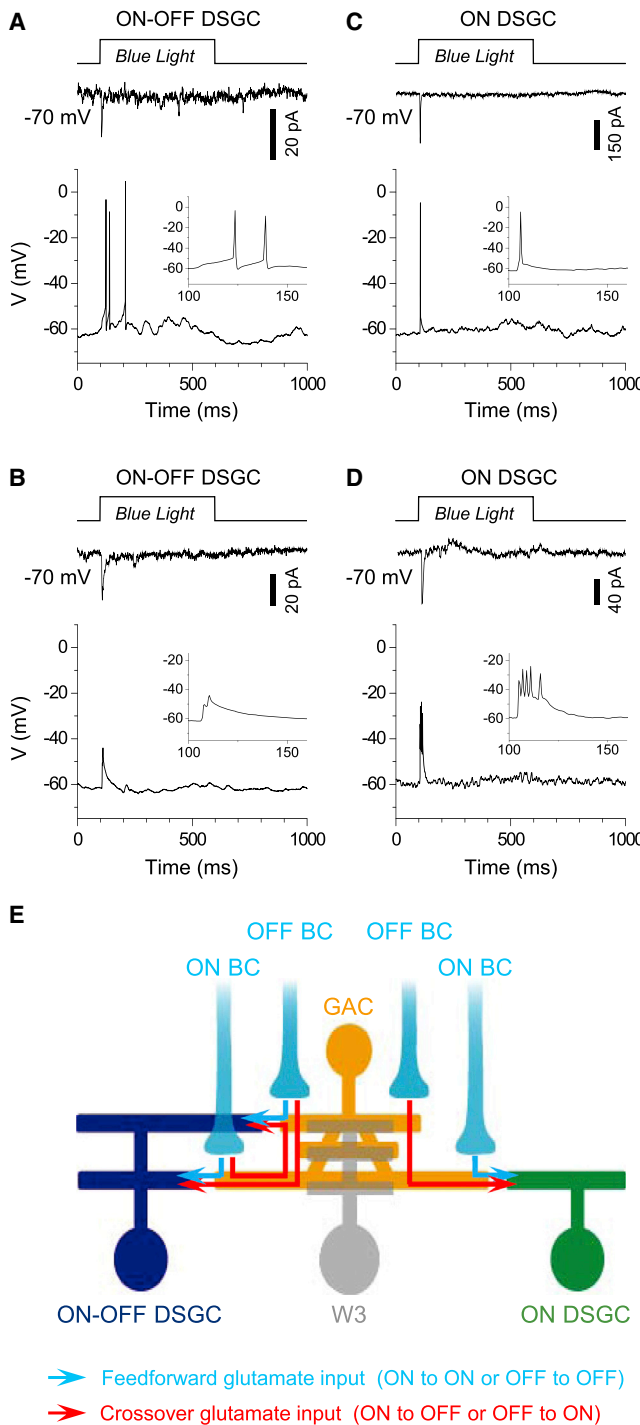 A
ON-OFF DSGC
Blue Light
-70 mV
20 pA
V (mV)
0
-20
-40
-60
0
-20
-40
-60
100
150
0
500
1000
Time (ms)
C
ON DSGC
Blue Light
-70 mV
150 pA
0
-20
-40
-60
0
-20
-40
-60
100
150
0
500
1000
Time (ms)
B
ON-OFF DSGC
Blue Light
-70 mV
20 pA
V (mV)
0
-20
-40
-60
-20
-40
-60
100
150
0
500
1000
Time (ms)
D
ON DSGC
Blue Light
-70 mV
40 pA
0
-20
-40
-60
-20
-40
-60
100
150
0
500
1000
Time (ms)
E
OFF BC
OFF BC
ON BC
ON BC
GAC
ON-OFF DSGC
W3
ON DSGC
Feedforward glutamate input (ON to ON or OFF to OFF)
Crossover glutamate input (ON to OFF or OFF to ON)